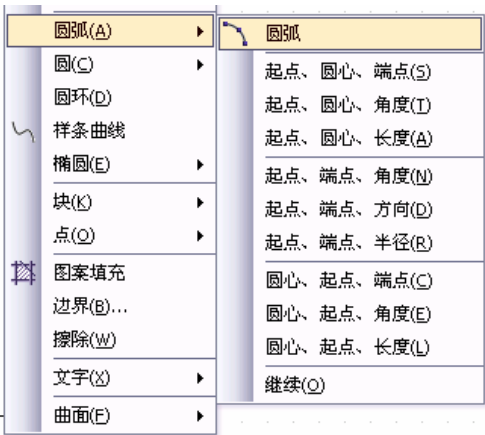 圆弧(A)
圆(C)
圆环(D)
样条曲线
椭圆(E)
块(K)
点(O)
图案填充
边界(B)...
擦除(W)
文字(X)
曲面(F)
圆弧
起点、圆心、端点(S)
起点、圆心、角度(T)
起点、圆心、长度(A)
起点、端点、角度(N)
起点、端点、方向(D)
起点、端点、半径(R)
圆心、起点、端点(C)
圆心、起点、角度(E)
圆心、起点、长度(L)
继续(O)